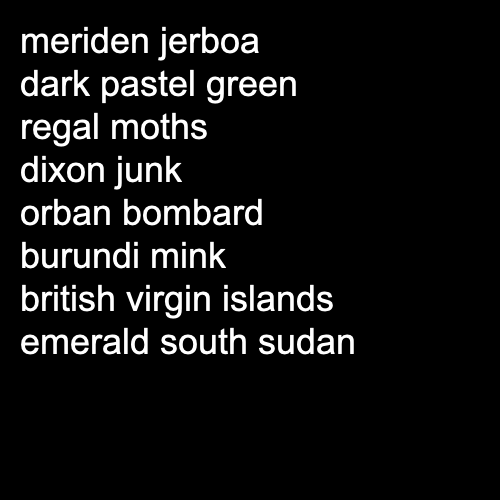 meriden jerboa
dark pastel green
regal moths
dixon junk
orban bombard
burundi mink
british virgin islands
emerald south sudan